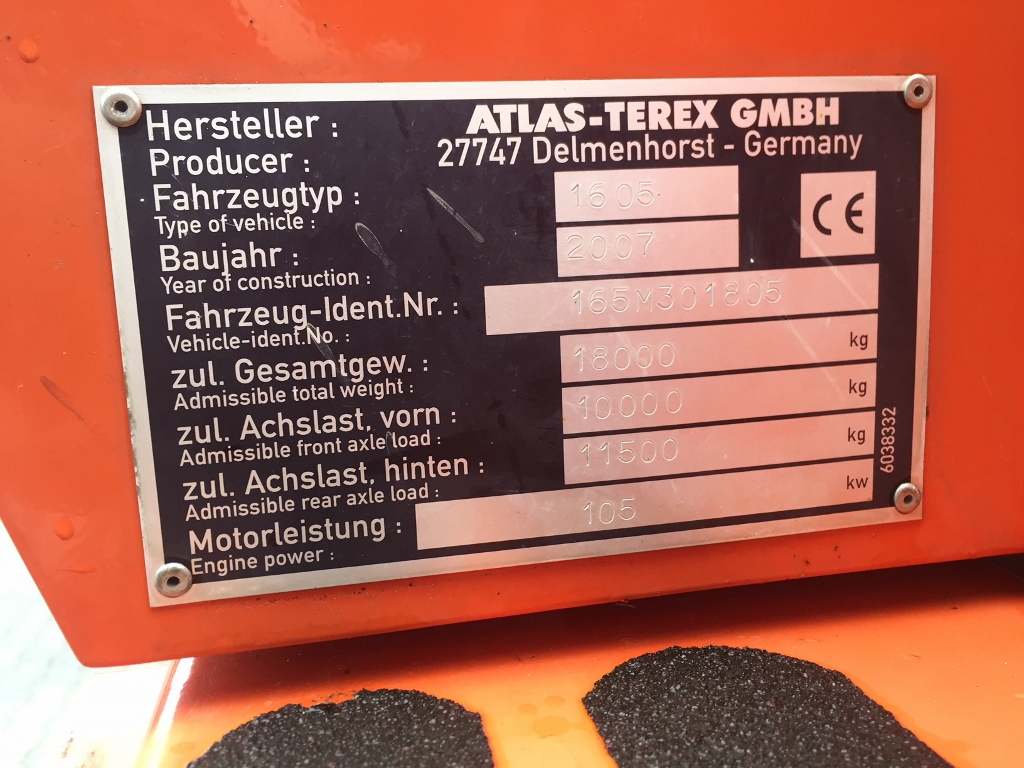 Hersteller : ATLAS-TEREX GMBH
Producer : 27747 Delmenhorst - Germany
Fahrzeugtyp : 1605
Type of vehicle :
CE
Baujahr : 2007
Year of construction :
Fahrzeug-Ident.Nr. : 165M301805
Vehicle-ident.No. :
zul. Gesamtgew. : 18000 kg
Admissible total weight :
zul. Achslast, vorn : 10000 kg
Admissible front axle load :
zul. Achslast, hinten : 11500 kg
Admissible rear axle load :
Motorleistung : 105 kw
Engine power :
6038332